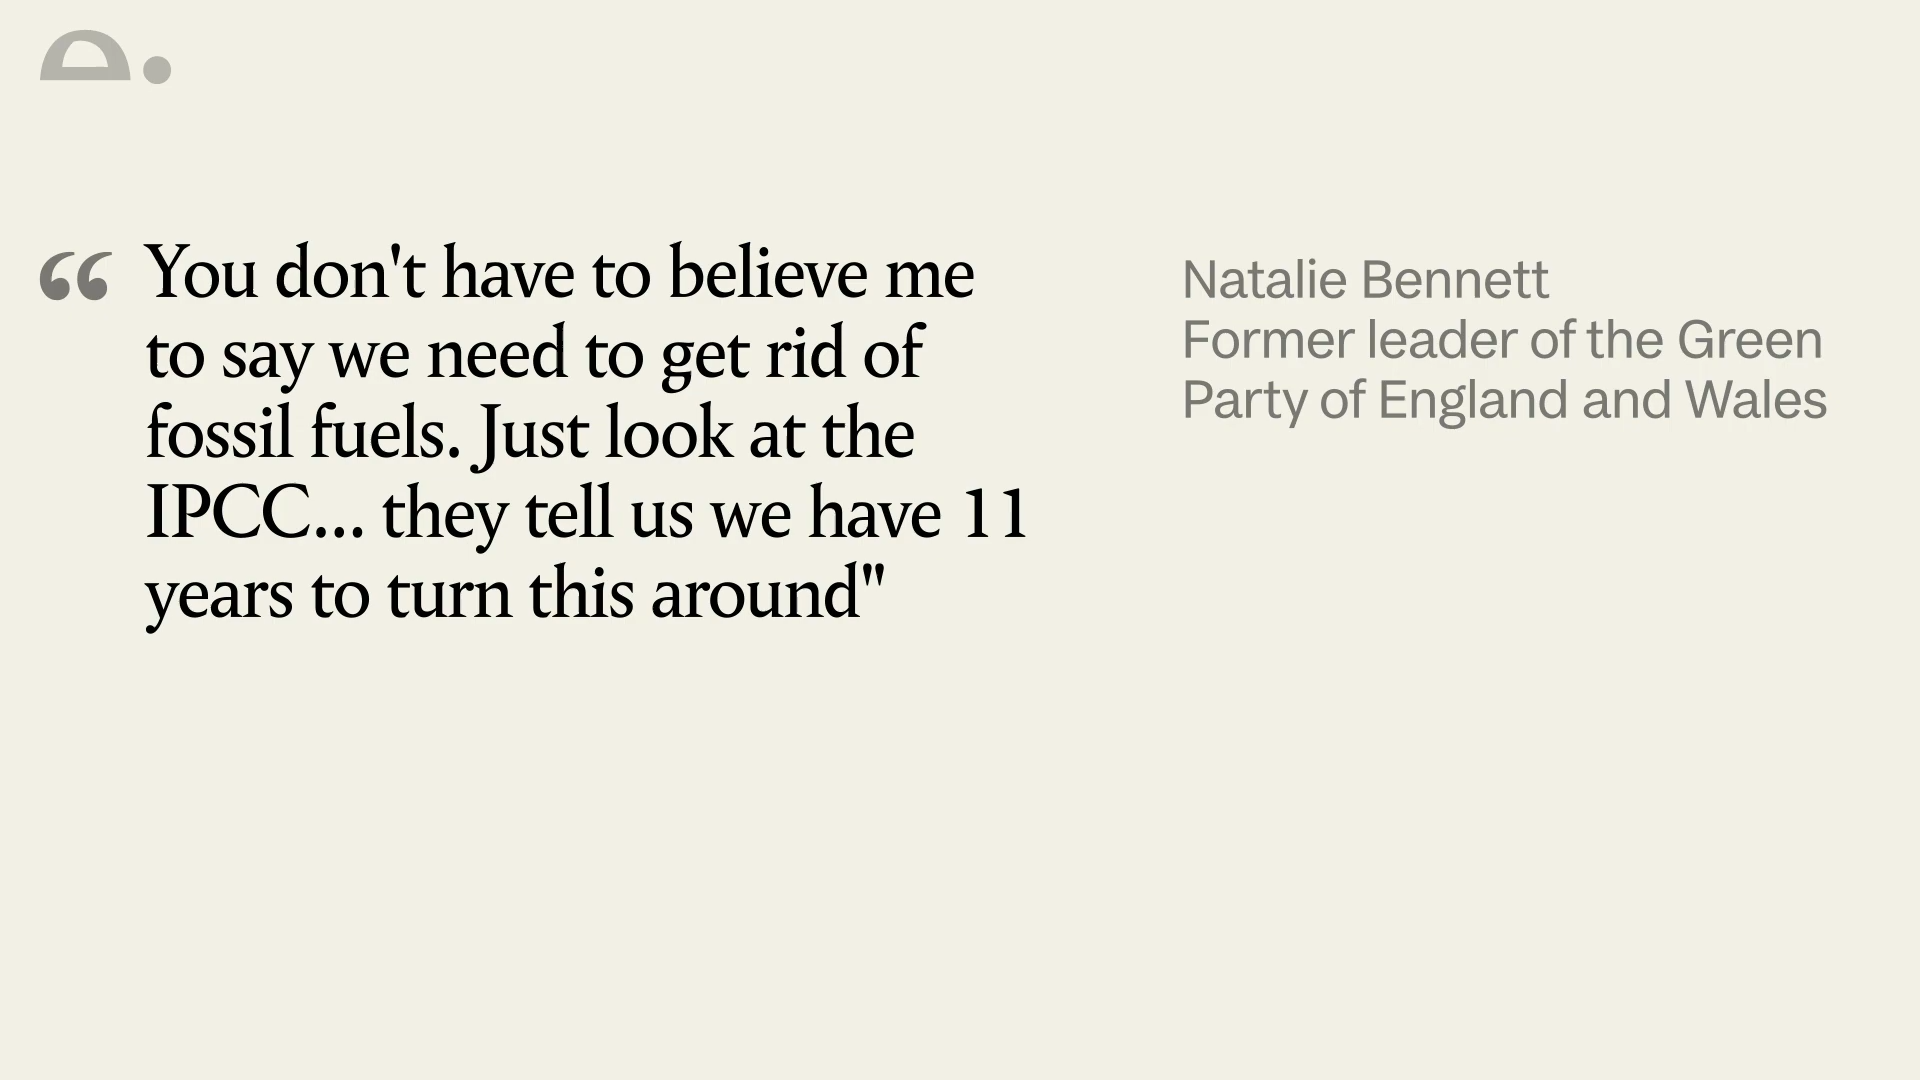 “You don't have to believe me
to say we need to get rid of
fossil fuels. Just look at the
IPCC... they tell us we have 11
years to turn this around"
Natalie Bennett
Former leader of the Green
Party of England and Wales